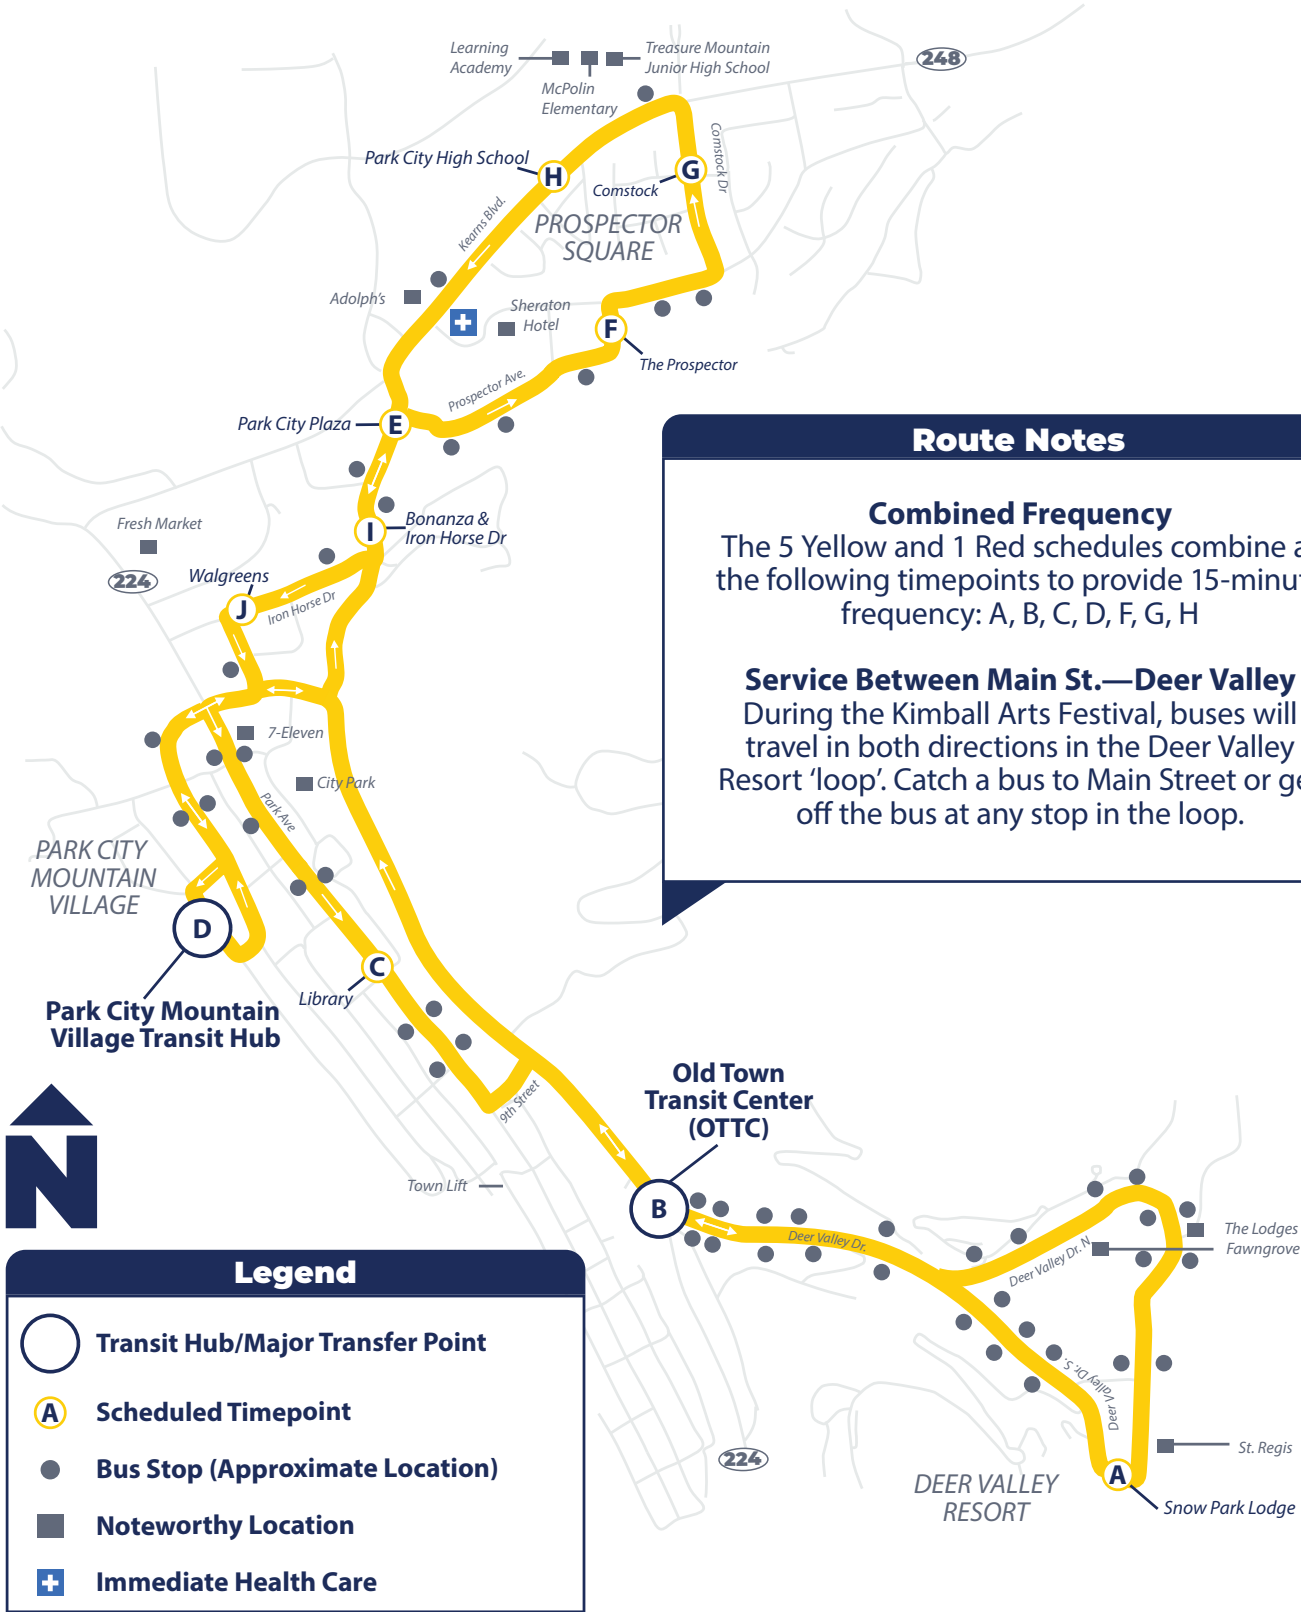 Learning
Academy
McPolin
Elementary
Treasure Mountain
Junior High School
248
Park City High School
H
G
Comstock
Comstock Dr
Kearns Blvd.
PROSPECTOR
SQUARE
Adolph's
Sheraton
Hotel
F
The Prospector
Prospector Ave.
Park City Plaza
E
I
Bonanza &
Iron Horse Dr
Fresh Market
224
Walgreens
J
Iron Horse Dr
7-Eleven
City Park
Park Ave
PARK CITY
MOUNTAIN
VILLAGE
D
Park City Mountain
Village Transit Hub
C
Library
9th Street
Town Lift
N
Route Notes
Combined Frequency
The 5 Yellow and 1 Red schedules combine a
the following timepoints to provide 15-minut
frequency: A, B, C, D, F, G, H
Service Between Main St.—Deer Valley
During the Kimball Arts Festival, buses will
travel in both directions in the Deer Valley
Resort ‘loop’. Catch a bus to Main Street or ge
off the bus at any stop in the loop.
Old Town
Transit Center
(OTTC)
B
Deer Valley Dr.
Deer Valley Dr. N
Deer Valley Dr. S.
The Lodges
Fawngrove
St. Regis
A
Snow Park Lodge
DEER VALLEY
RESORT
224
Legend
Transit Hub/Major Transfer Point
A
Scheduled Timepoint
Bus Stop (Approximate Location)
Noteworthy Location
Immediate Health Care